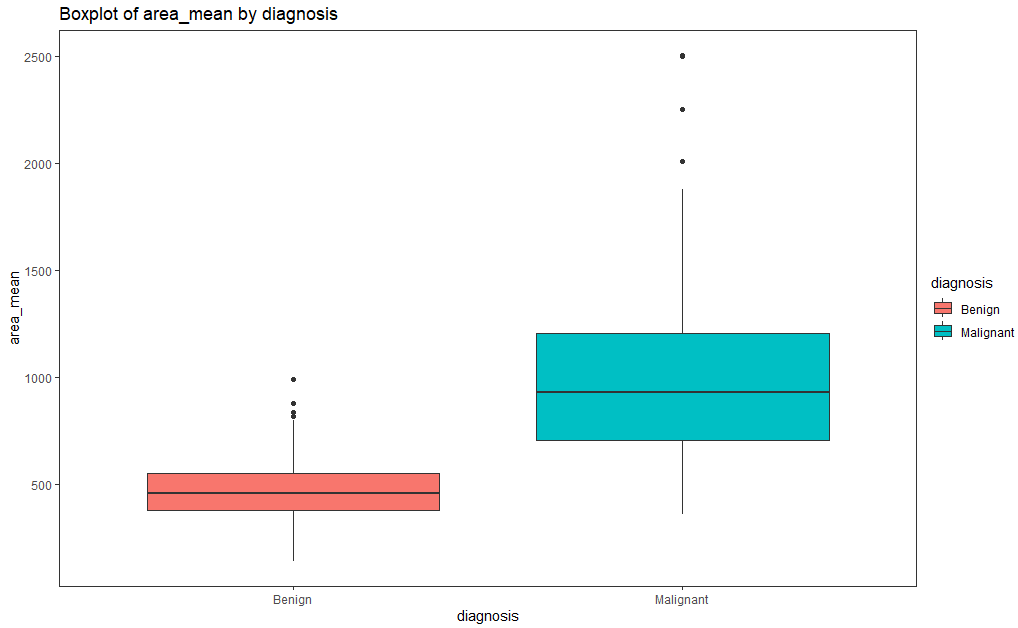 Boxplot of area_mean by diagnosis
2500
2000
1500
1000
500
area_mean
Benign
Malignant
diagnosis
diagnosis
Benign
Malignant